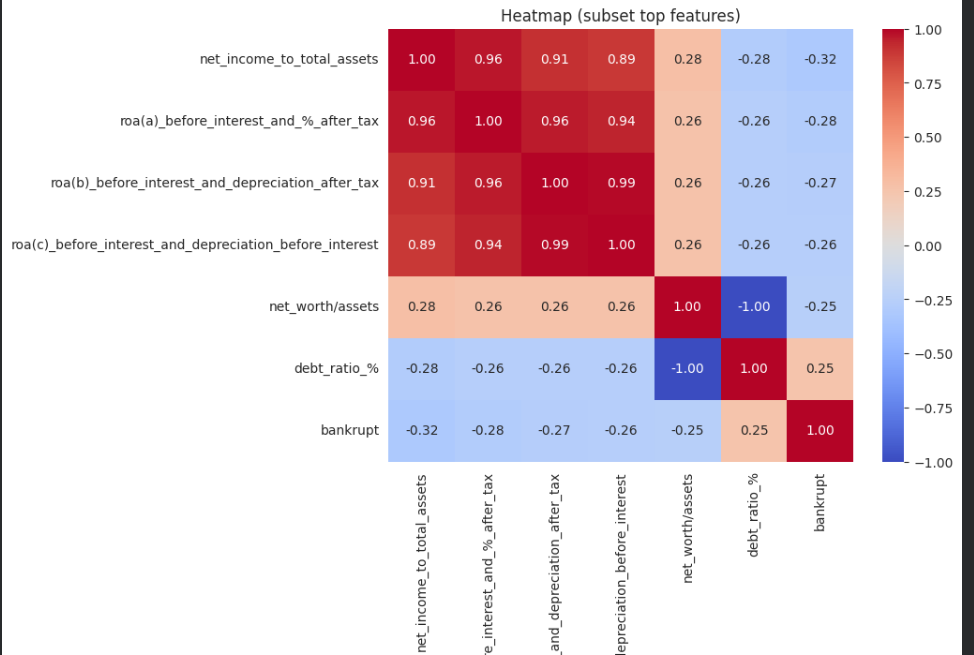 Heatmap (subset top features)
net_income_to_total_assets 1.00 0.96 0.91 0.89 0.28 -0.28 -0.32
roa(a)_before_interest_and_%_after_tax 0.96 1.00 0.96 0.94 0.26 -0.26 -0.28
roa(b)_before_interest_and_depreciation_after_tax 0.91 0.96 1.00 0.99 0.26 -0.26 -0.27
roa(c)_before_interest_and_depreciation_before_interest 0.89 0.94 0.99 1.00 0.26 -0.26 -0.26
net_worth/assets 0.28 0.26 0.26 0.26 1.00 -1.00 -0.25
debt_ratio_% -0.28 -0.26 -0.26 -0.26 -1.00 1.00 0.25
bankrupt -0.32 -0.28 -0.27 -0.26 -0.25 0.25 1.00
net_income_to_total_assets
re_interest_and_%_after_tax
_and_depreciation_after_tax
depreciation_before_interest
net_worth/assets
debt_ratio_%
bankrupt
1.00
0.75
0.50
0.25
0.00
−0.25
−0.50
−0.75
−1.00